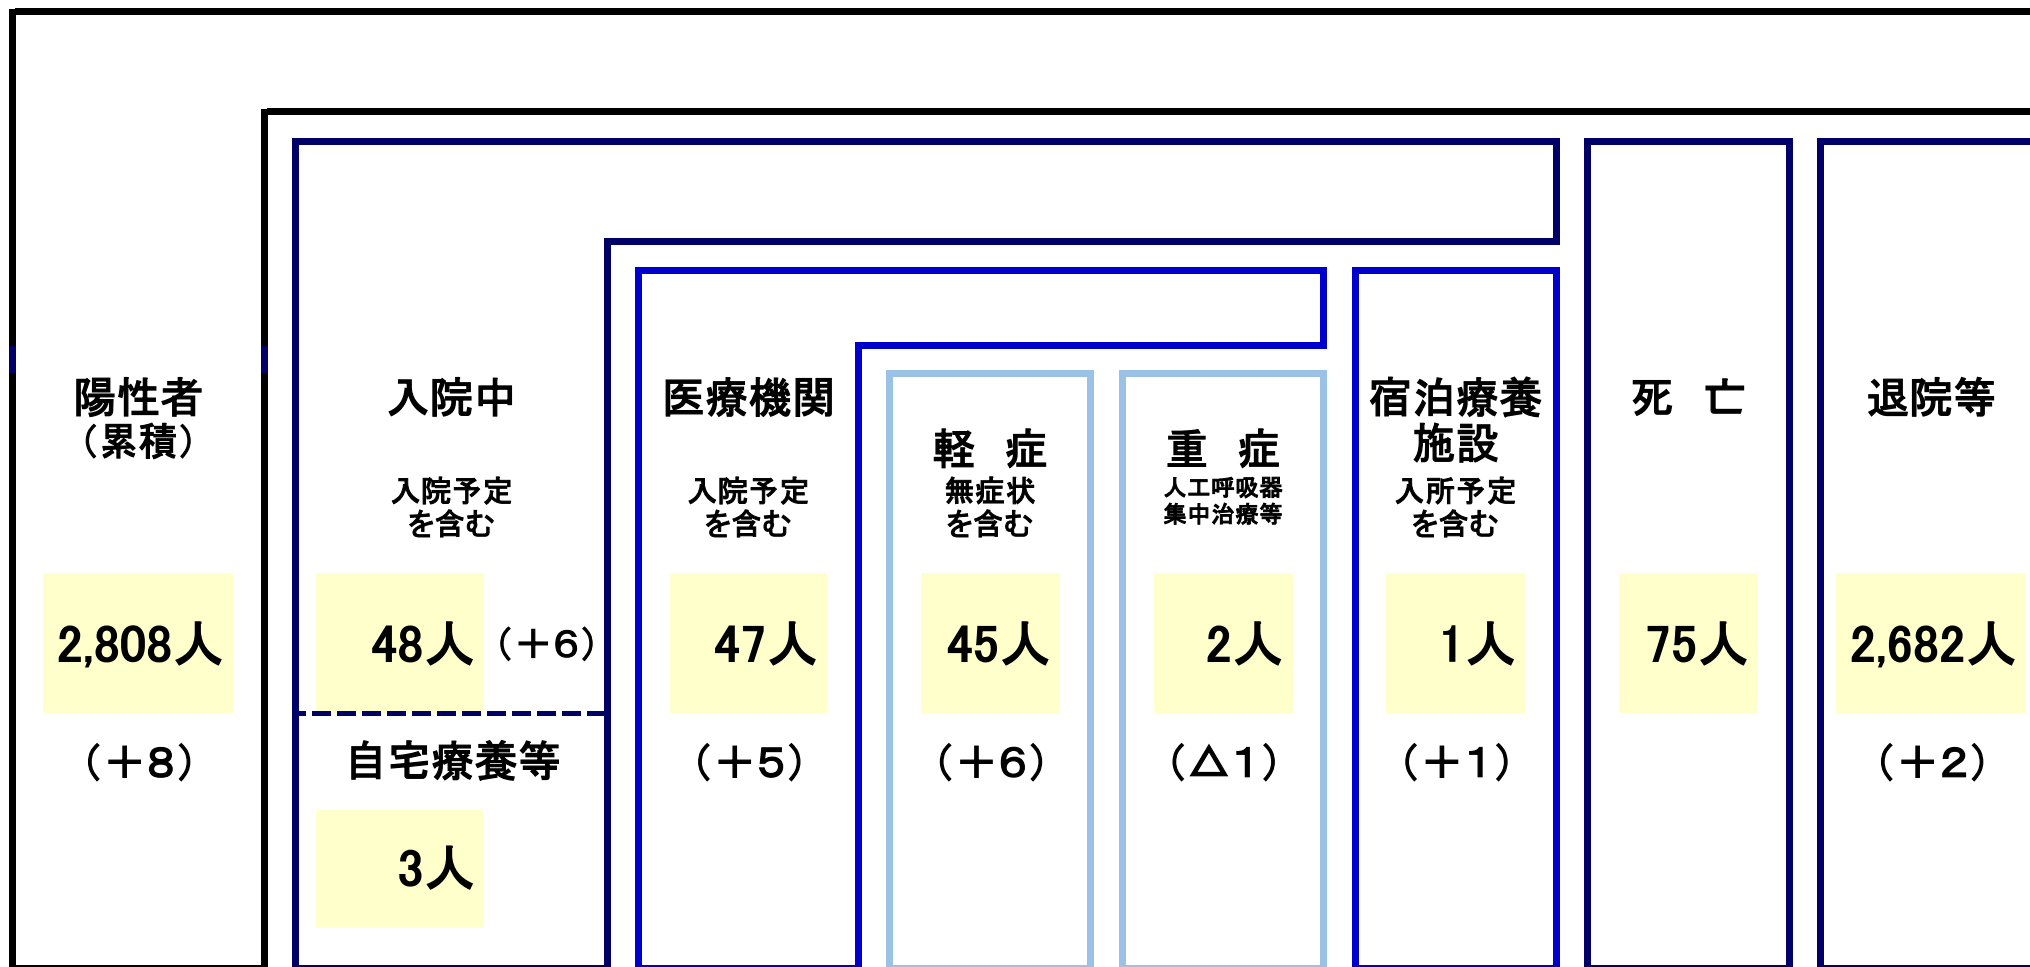 陽性者
（累積）
2,808人
（＋8）
入院中
入院予定
を含む
48人（＋6）
自宅療養等
3人
医療機関
入院予定
を含む
47人
（＋5）
軽　症
無症状
を含む
45人
（＋6）
重　症
人工呼吸器
集中治療等
2人
（△1）
宿泊療養
施設
入所予定
を含む
1人
（＋1）
死　亡
75人
退院等
2,682人
（＋2）